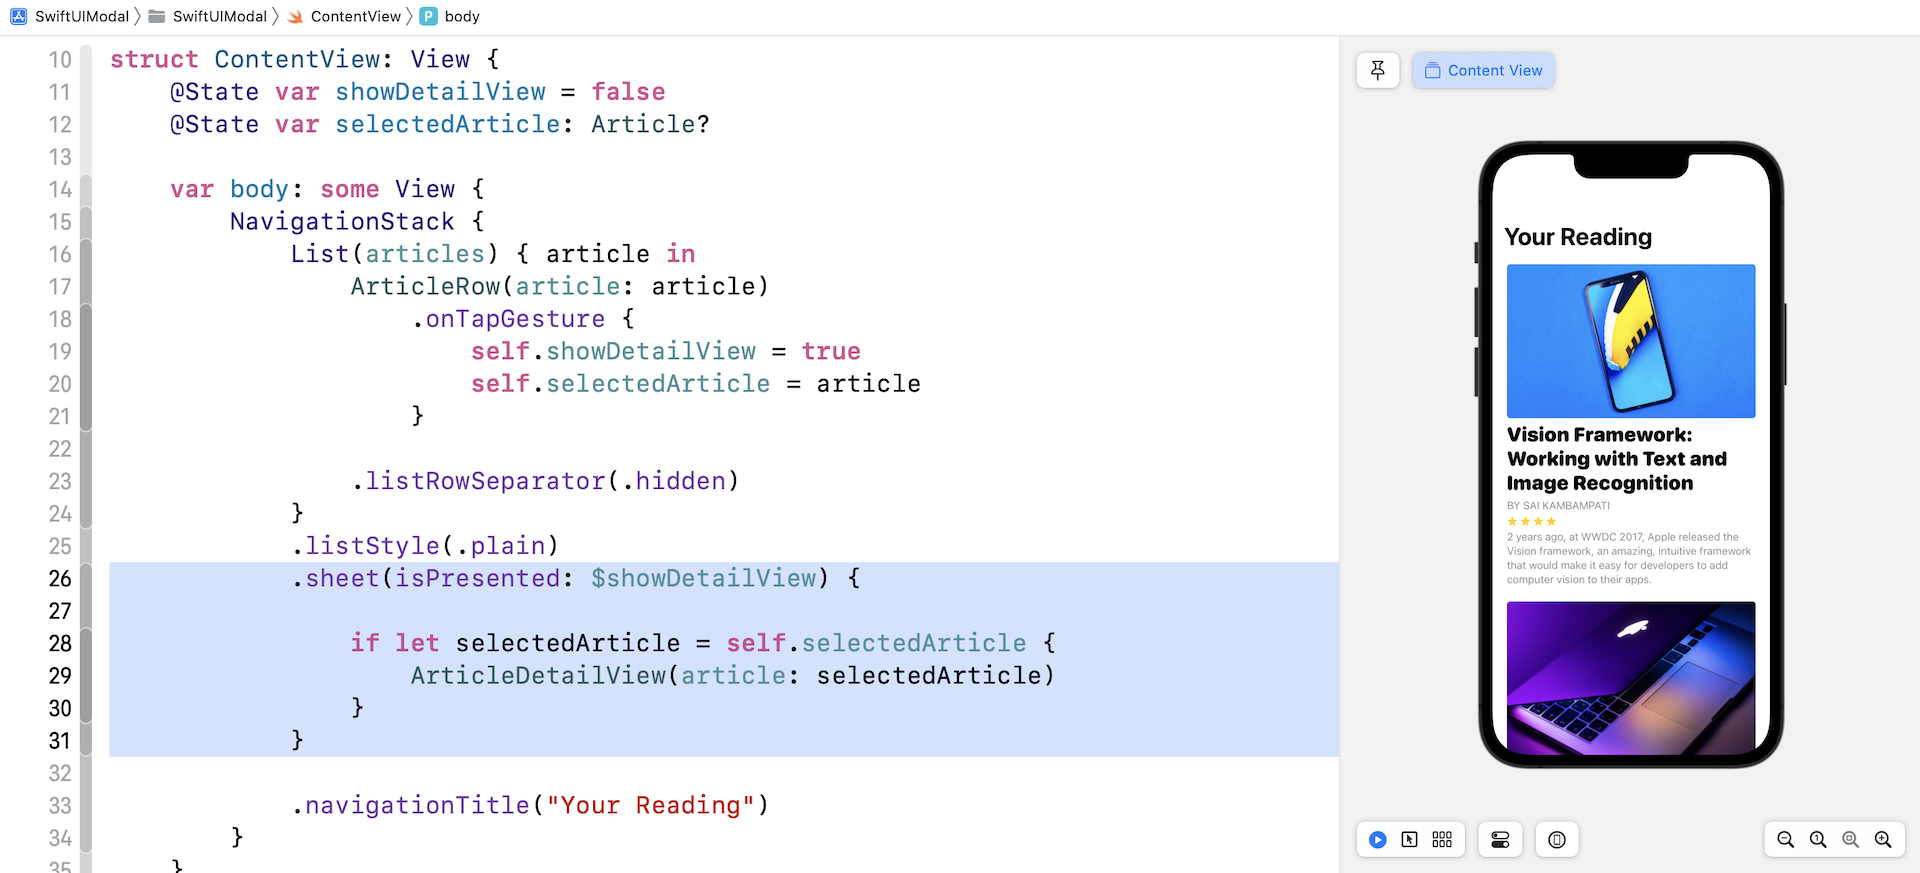 SwiftUIModal SwiftUIModal ContentView P body
10 struct ContentView: View {
11 @State var showDetailView = false
12 @State var selectedArticle: Article?
13
14 var body: some View {
15 NavigationStack {
16 List(articles) { article in
17 ArticleRow(article: article)
18 .onTapGesture {
19 self.showDetailView = true
20 self.selectedArticle = article
21 }
22
23 .listRowSeparator(.hidden)
24 }
25 .listStyle(.plain)
26 .sheet(isPresented: $showDetailView) {
27
28 if let selectedArticle = self.selectedArticle {
29 ArticleDetailView(article: selectedArticle)
30 }
31 }
32
33 .navigationTitle("Your Reading")
34 }
35 }
Content View
Your Reading
Vision Framework:
Working with Text and
Image Recognition
BY SAI KAMBAMPATI
2 years ago, at WWDC 2017, Apple released the
Vision framework, an amazing, intuitive framework
that would make it easy for developers to add
computer vision to their apps.